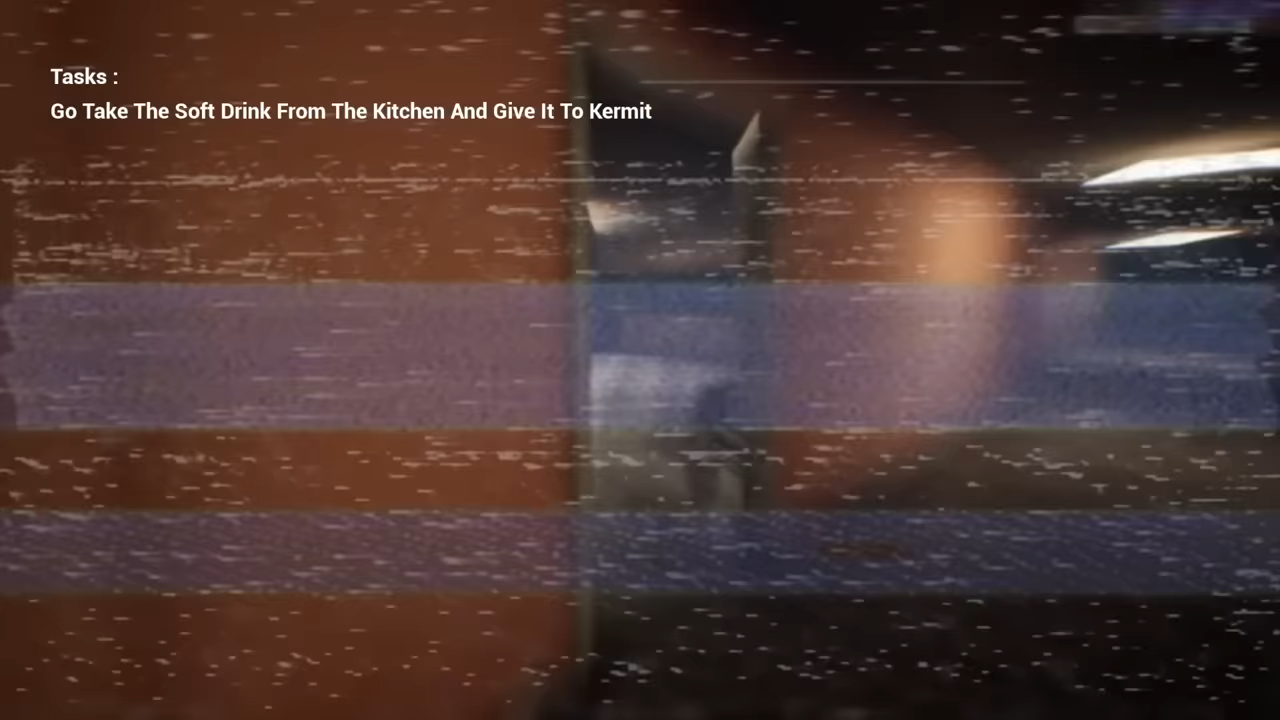 Tasks :
Go Take The Soft Drink From The Kitchen And Give It To Kermit